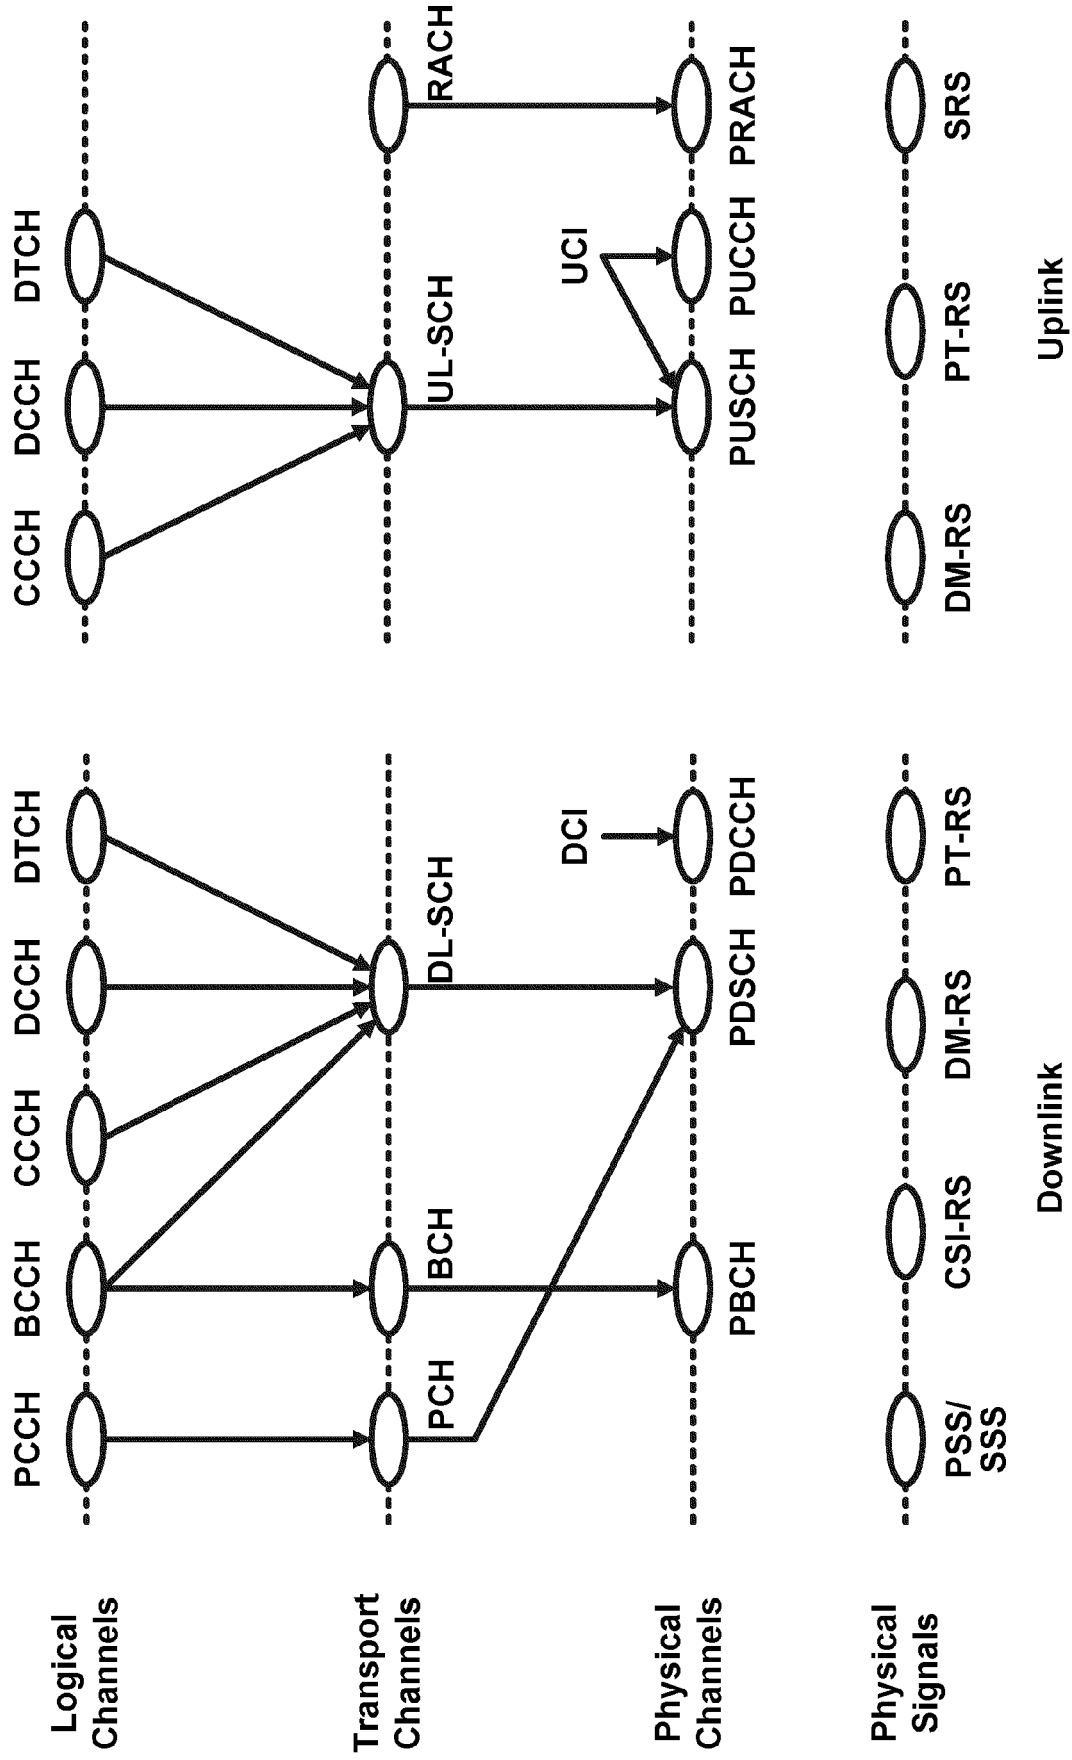 Logical
Channels
PCCH
BCCH
CCCH
DCCH
DTCH
CCCH
DCCH
DTCH
Transport
Channels
PCH
BCH
DL-SCH
UL-SCH
RACH
DCI
UCI
Physical
Channels
PBCH
PDSCH
PDCCH
PUSCH
PUCCH
PRACH
Physical
Signals
PSS/
SSS
CSI-RS
DM-RS
PT-RS
DM-RS
PT-RS
SRS
Downlink
Uplink